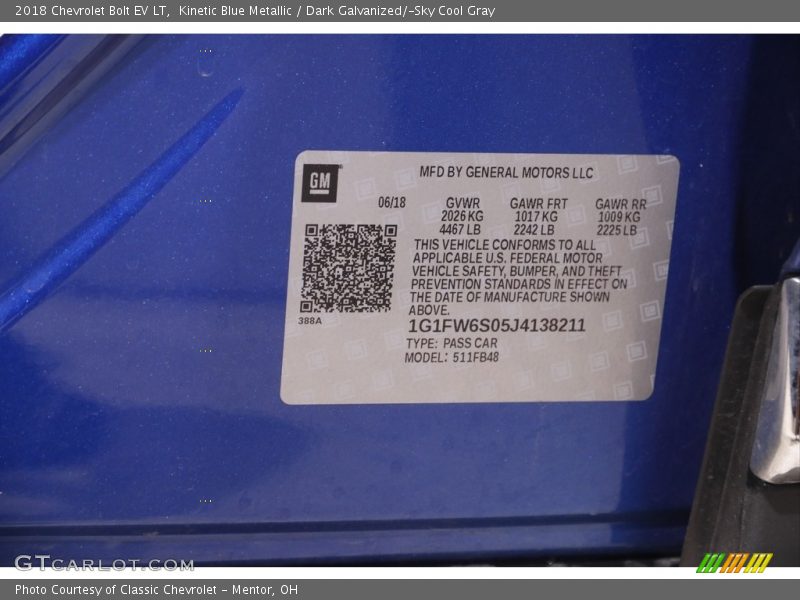 2018 Chevrolet Bolt EV LT, Kinetic Blue Metallic / Dark Galvanized/­Sky Cool Gray
GM
MFD BY GENERAL MOTORS LLC
06/18 GVWR GAWR FRT GAWR RR
2026 KG 1017 KG 1009 KG
4467 LB 2242 LB 2225 LB
THIS VEHICLE CONFORMS TO ALL
APPLICABLE U.S. FEDERAL MOTOR
VEHICLE SAFETY, BUMPER, AND THEFT
PREVENTION STANDARDS IN EFFECT ON
THE DATE OF MANUFACTURE SHOWN
ABOVE.
388A
1G1FW6S05J4138211
TYPE: PASS CAR
MODEL: 511FB48
GTCARLOT.COM
Photo Courtesy of Classic Chevrolet - Mentor, OH